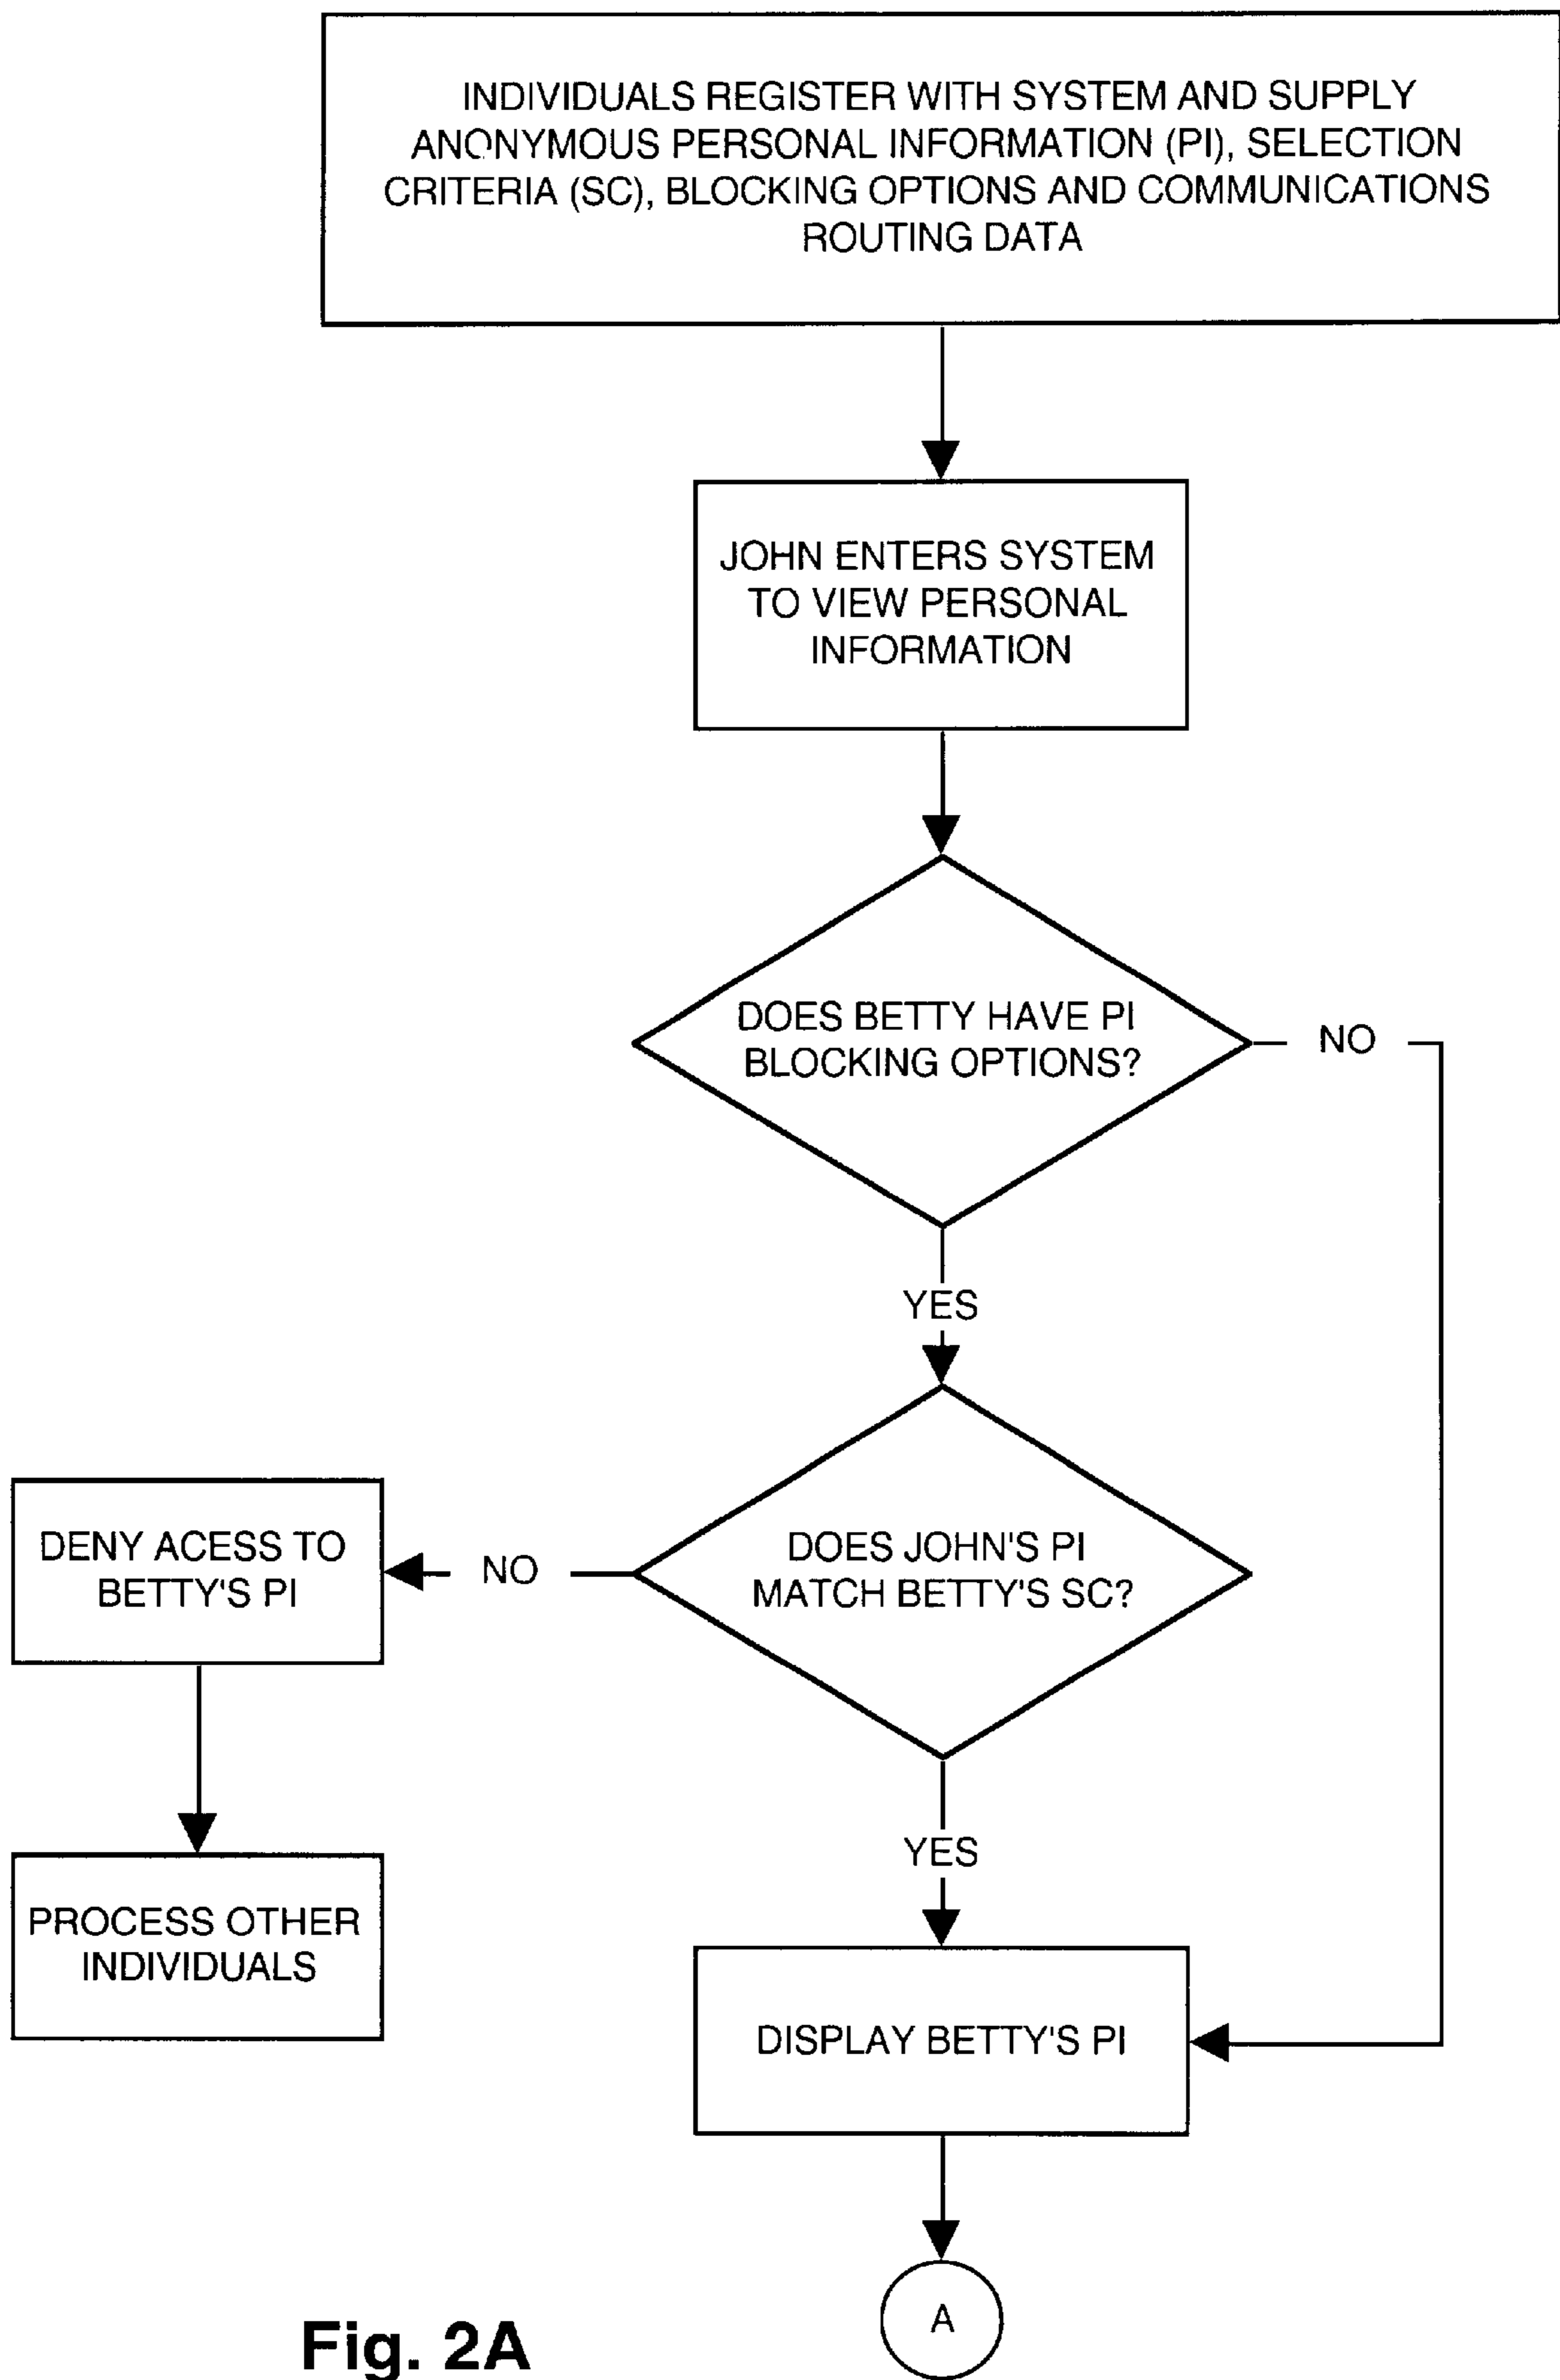 INDIVIDUALS REGISTER WITH SYSTEM AND SUPPLY
ANONYMOUS PERSONAL INFORMATION (PI), SELECTION
CRITERIA (SC), BLOCKING OPTIONS AND COMMUNICATIONS
ROUTING DATA
JOHN ENTERS SYSTEM
TO VIEW PERSONAL
INFORMATION
DOES BETTY HAVE PI
BLOCKING OPTIONS?
NO
YES
DOES JOHN'S PI
MATCH BETTY'S SC?
NO
DENY ACESS TO
BETTY'S PI
YES
PROCESS OTHER
INDIVIDUALS
DISPLAY BETTY'S PI
A
Fig. 2A